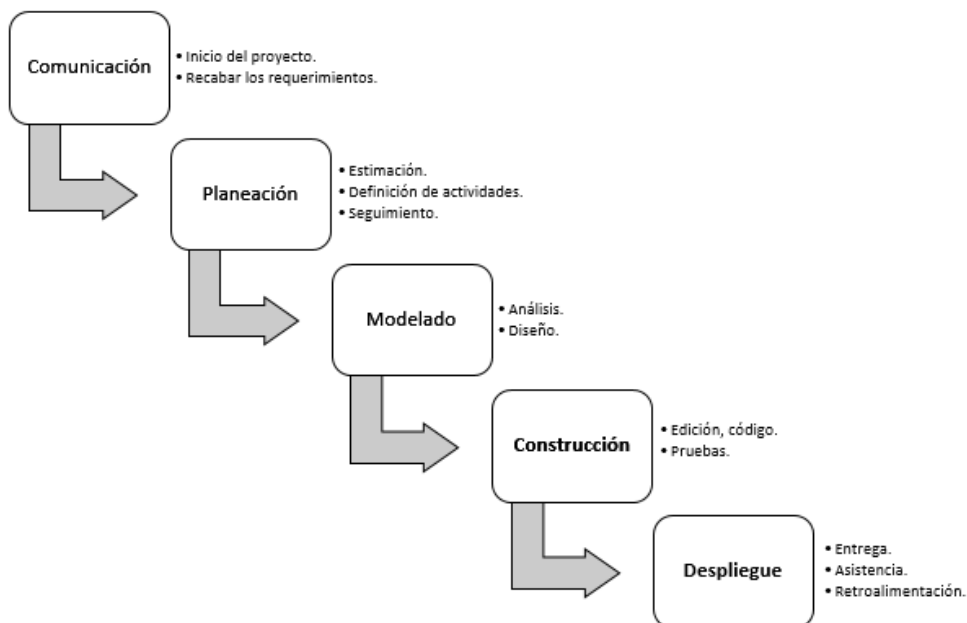 Comunicación
• Inicio del proyecto.
• Recabar los requerimientos.
Planeación
• Estimación.
• Definición de actividades.
• Seguimiento.
Modelado
• Análisis.
• Diseño.
Construcción
• Edición, código.
• Pruebas.
Despliegue
• Entrega.
• Asistencia.
• Retroalimentación.